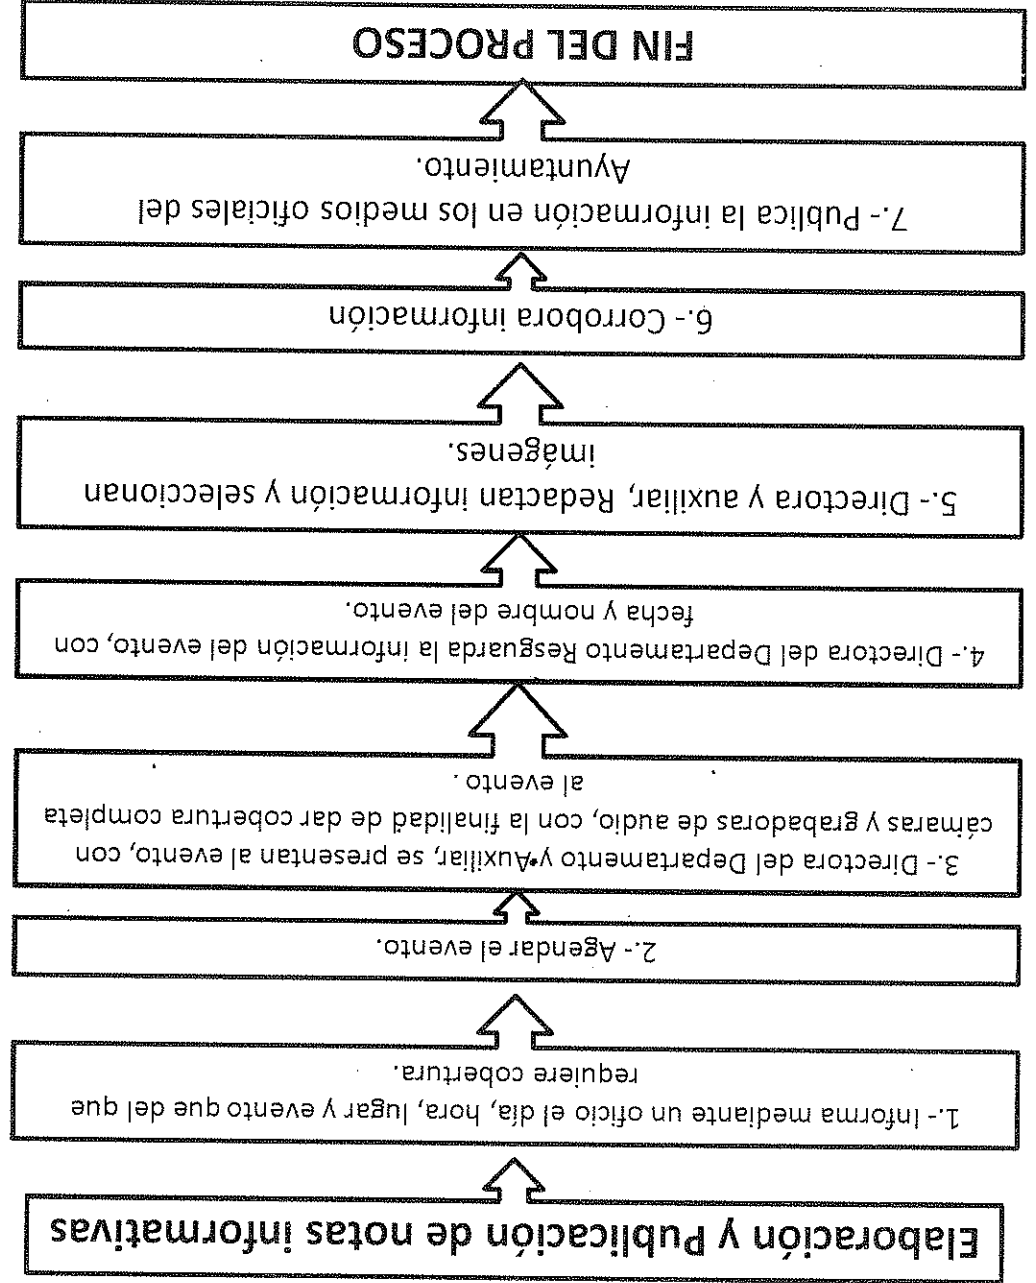 Elaboración y Publicación de notas informativas
1.- Informa mediante un oficio el día, hora, lugar y evento que del que
requiere cobertura.
2.- Agendar el evento.
3.- Directora del Departamento y Auxiliar, se presentan al evento, con
cámaras y grabadoras de audio, con la finalidad de dar cobertura completa
al evento.
4.- Directora del Departamento Resguarda la información del evento, con
fecha y nombre del evento.
5.- Directora y auxiliar, Redactan información y seleccionan
imágenes.
6.- Corrobora información
7.- Publica la información en los medios oficiales del
Ayuntamiento.
FIN DEL PROCESO